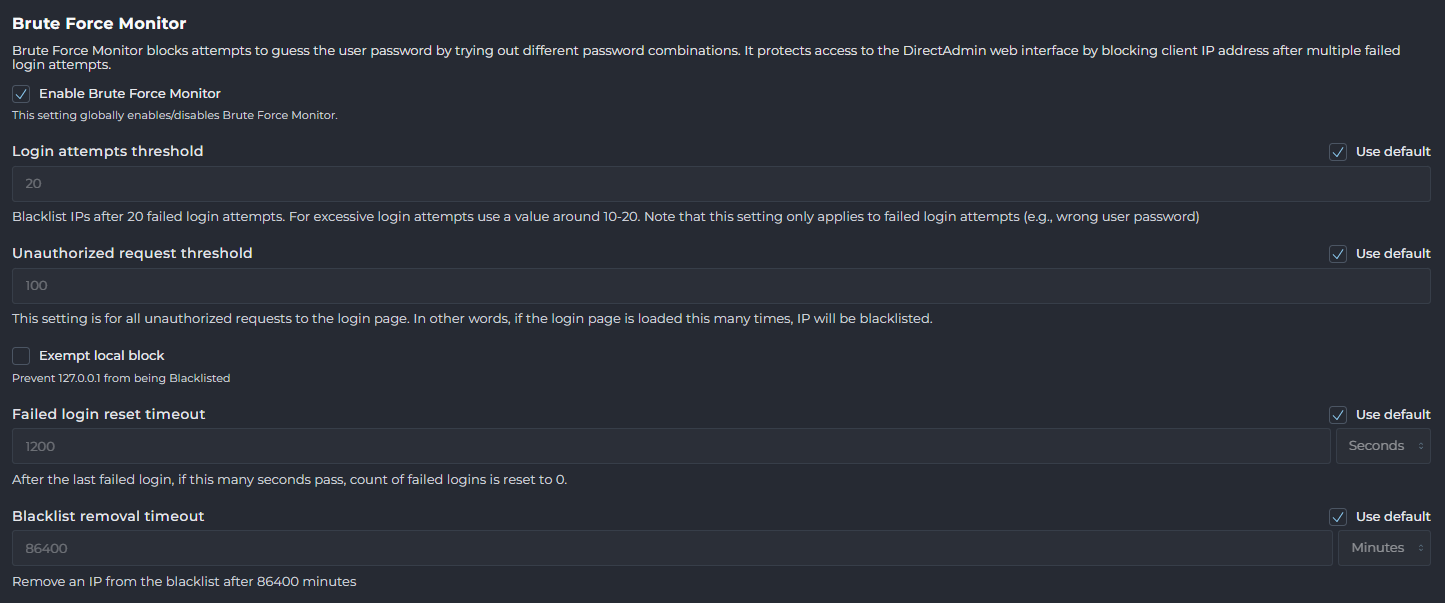 Brute Force Monitor
Brute Force Monitor blocks attempts to guess the user password by trying out different password combinations. It protects access to the DirectAdmin web interface by blocking client IP address after multiple failed
login attempts.
Enable Brute Force Monitor
This setting globally enables/disables Brute Force Monitor.
Login attempts threshold
Use default
20
Blacklist IPs after 20 failed login attempts. For excessive login attempts use a value around 10-20. Note that this setting only applies to failed login attempts (e.g., wrong user password)
Unauthorized request threshold
Use default
100
This setting is for all unauthorized requests to the login page. In other words, if the login page is loaded this many times, IP will be blacklisted.
Exempt local block
Prevent 127.0.0.1 from being Blacklisted
Failed login reset timeout
Use default
1200
Seconds
After the last failed login, if this many seconds pass, count of failed logins is reset to 0.
Blacklist removal timeout
Use default
86400
Minutes
Remove an IP from the blacklist after 86400 minutes